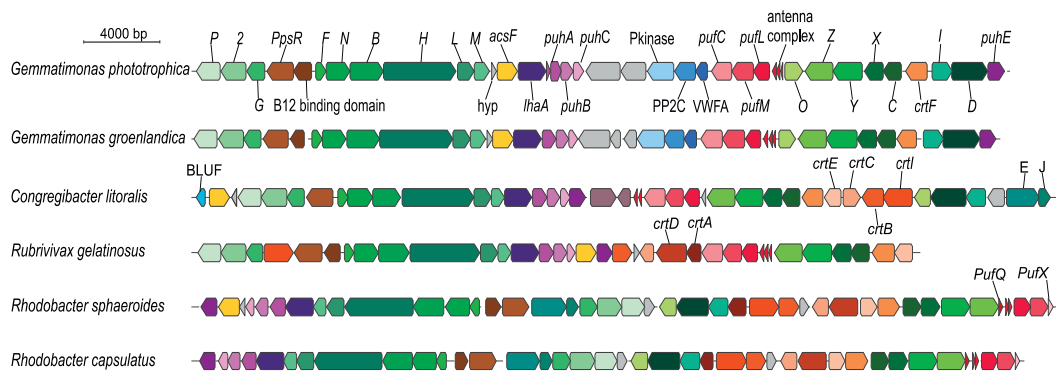 4000 bp
antenna
complex
P 2 PpsR F N B H L M acsF puhA puhC Pkinase pufC pufL Z X I puhE
Gemmatimonas phototrophica
G B12 binding domain hyp lhaA puhB PP2C VWFA pufM O Y C crtF D
Gemmatimonas groenlandica
BLUF crtE crtC crtI E J
Congregibacter litoralis
crtB
crtD crtA
Rubrivivax gelatinosus
PufQ PufX
Rhodobacter sphaeroides
Rhodobacter capsulatus